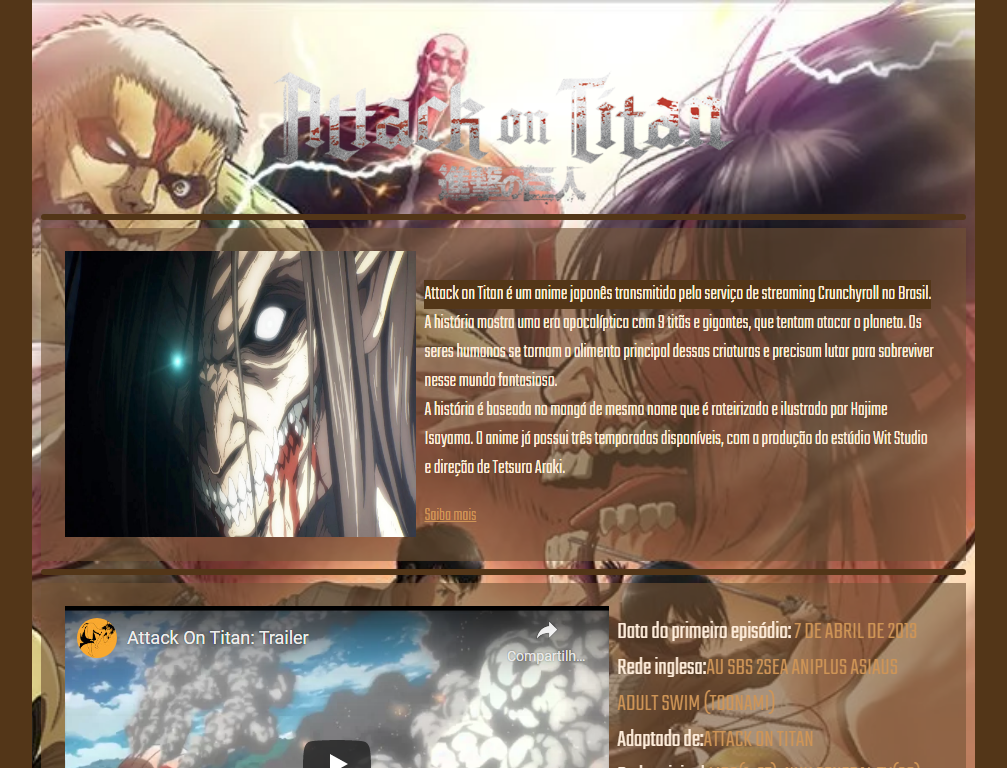 Attack on Titan
進撃の巨人
Attack on Titan é um anime japonês transmitido pelo serviço de streaming Crunchyroll no Brasil.
A história mostra uma era apocalíptica com 9 titãs e gigantes, que tentam atacar o planeta. Os
seres humanos se tornam o alimento principal dessas criaturas e precisam lutar para sobreviver
nesse mundo fantasioso.
A história é baseada no mangá de mesmo nome que é roteirizado e ilustrado por Hajime
Isayama. O anime já possui três temporadas disponíveis, com a produção do estúdio Wit Studio
e direção de Tetsuro Araki.
Saiba mais
Attack On Titan: Trailer
Compartilh...
Data do primeiro episódio: 7 DE ABRIL DE 2013
Rede inglesa:AU SBS 2SEA ANIPLUS ASIAUS
ADULT SWIM (TOONAMI)
Adaptado de:ATTACK ON TITAN